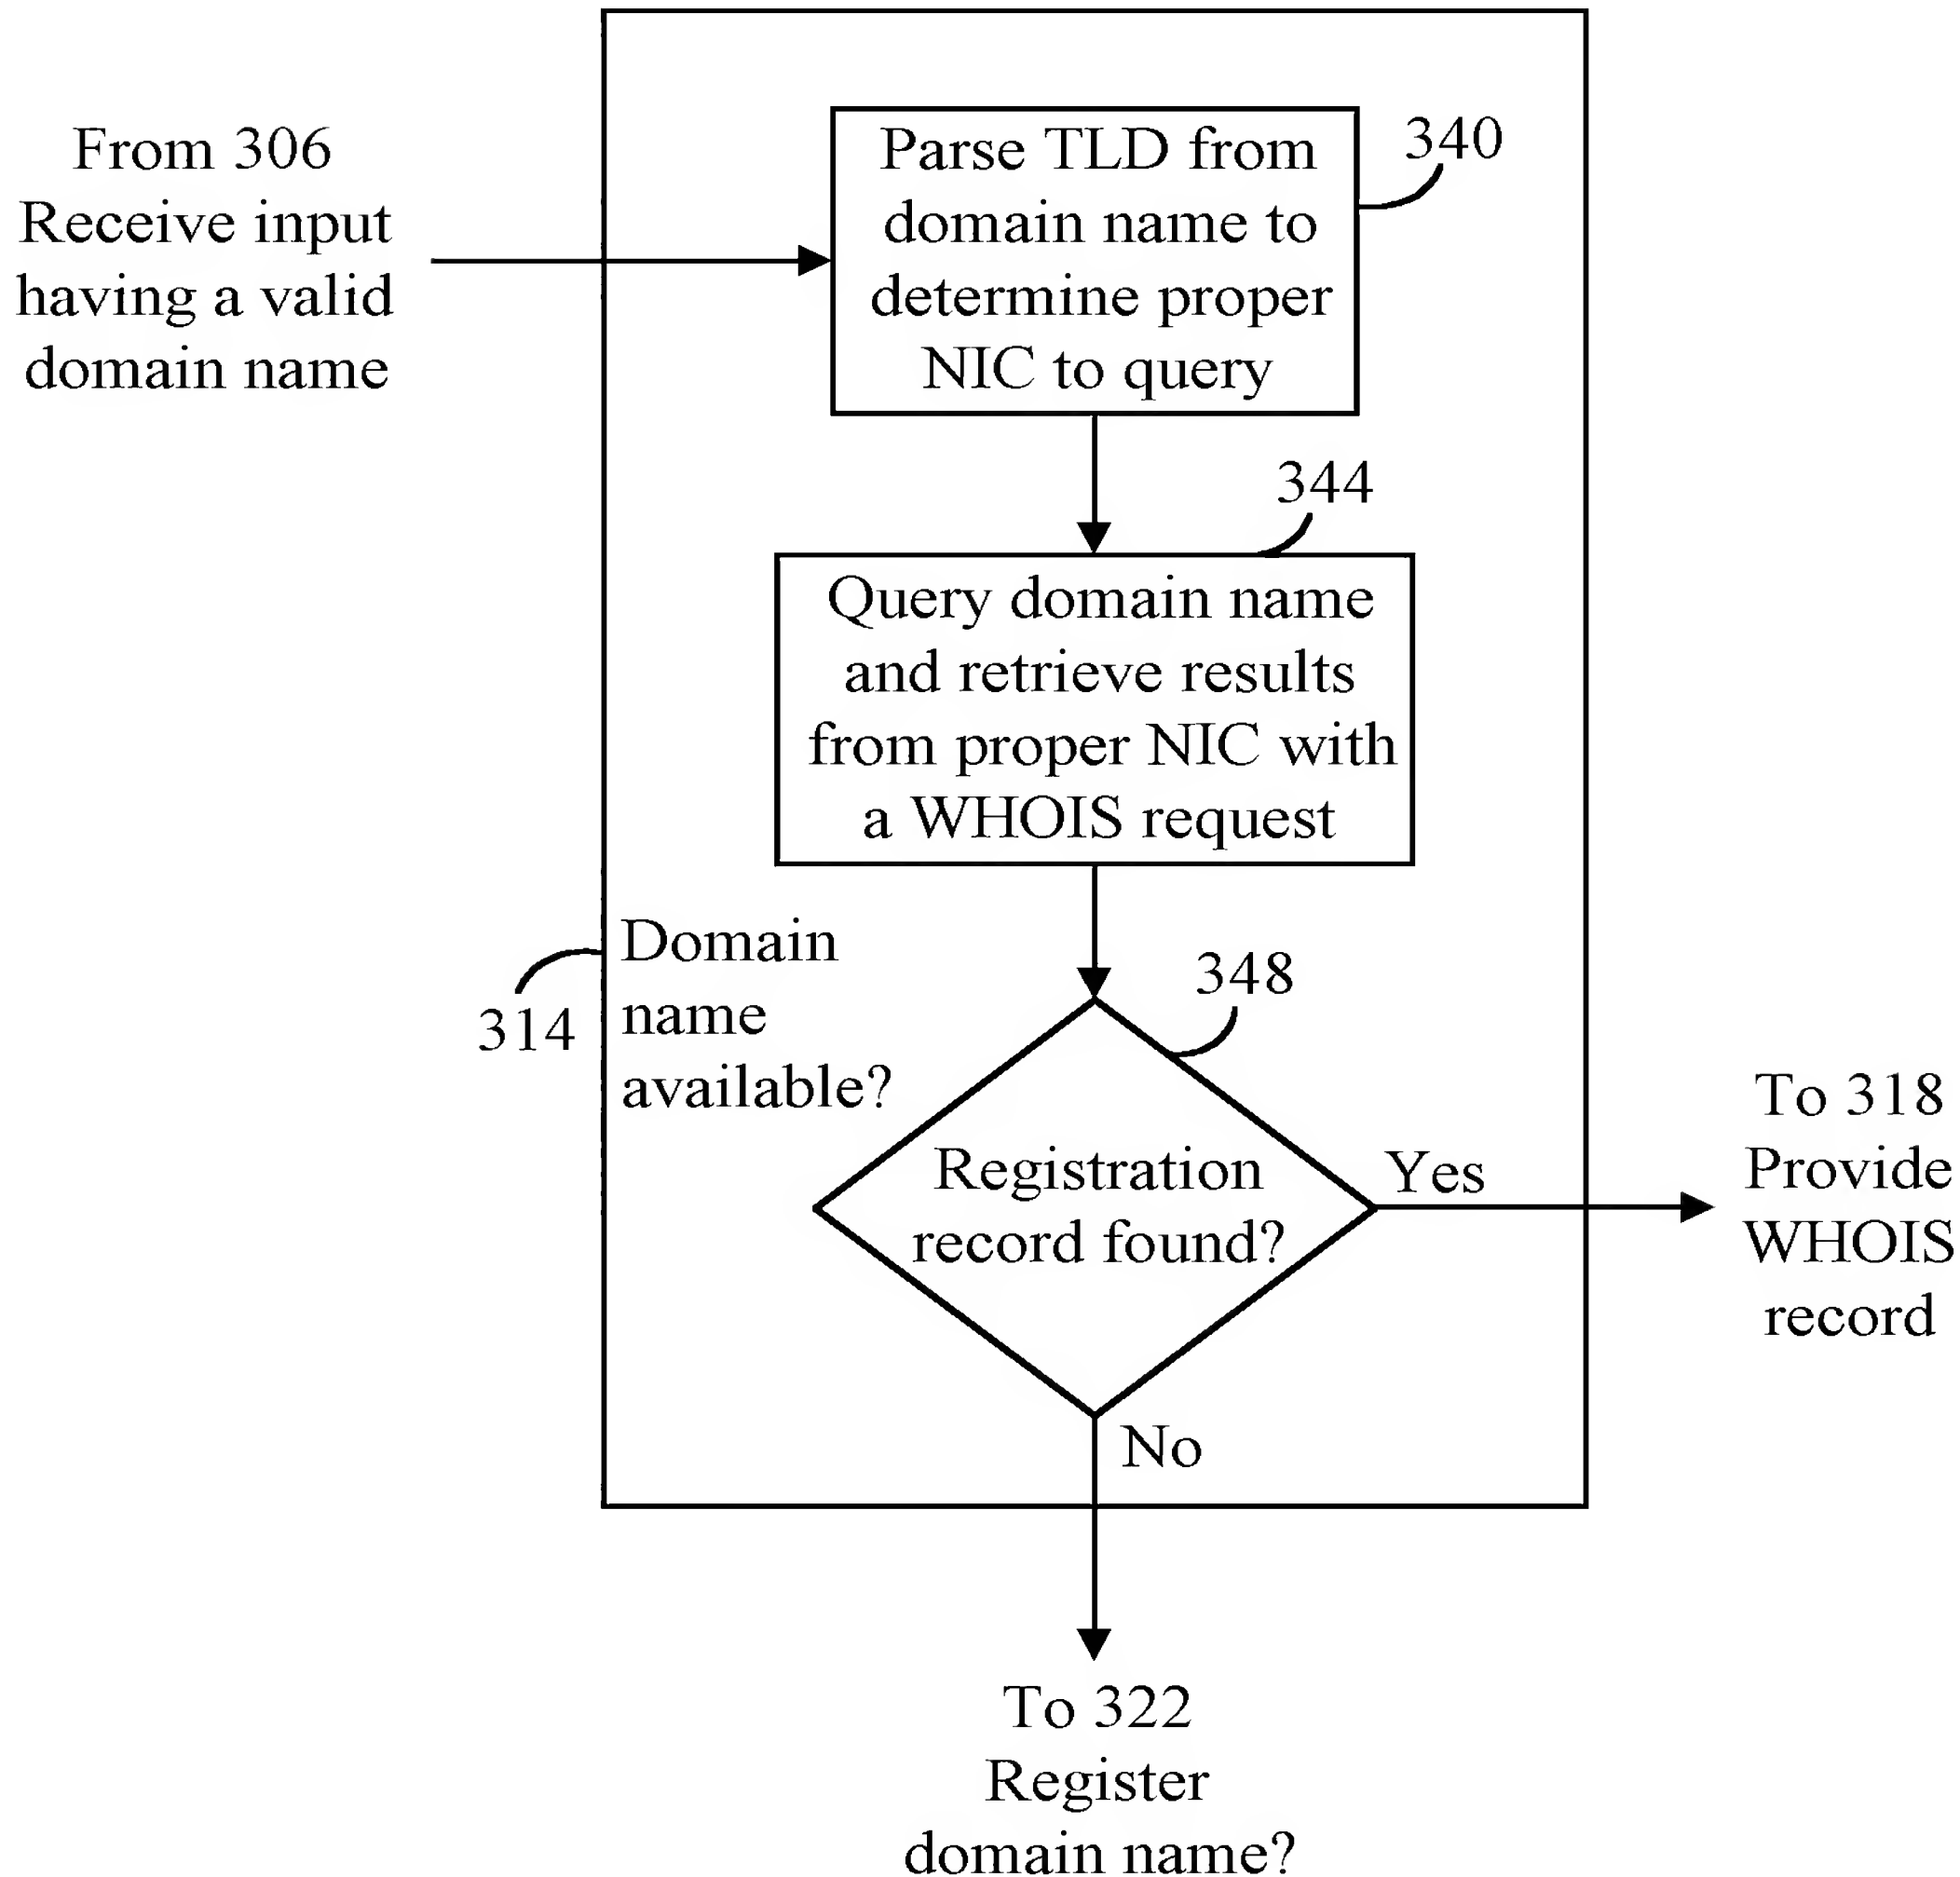 From 306
Receive input
having a valid
domain name
Parse TLD from
domain name to
determine proper
NIC to query
340
344
Query domain name
and retrieve results
from proper NIC with
a WHOIS request
Domain
name
available?
314
348
Registration
record found?
Yes
To 318
Provide
WHOIS
record
No
To 322
Register
domain name?